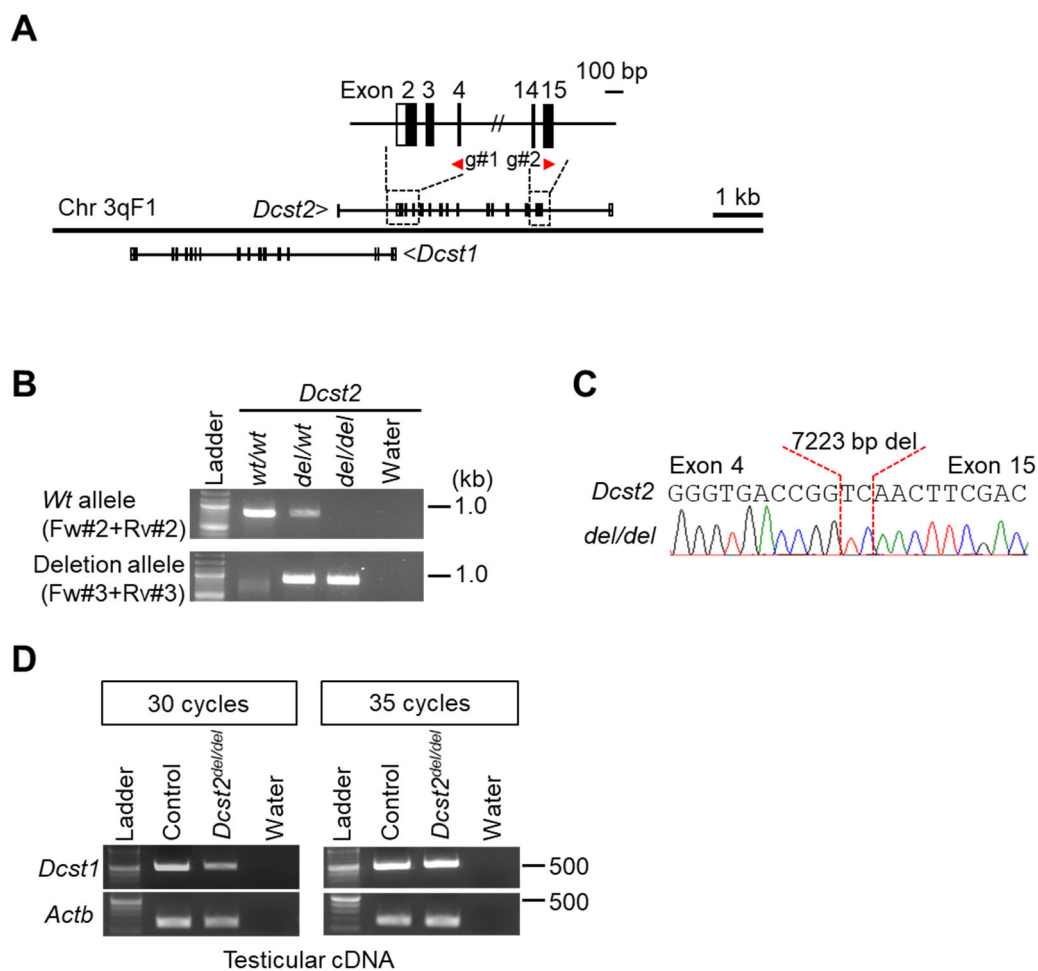 A
100 bp
Exon 2 3 4 14 15
//
g#1 g#2
Chr 3qF1
Dcst2>
1 kb
<Dcst1
B
Dcst2
Ladder
wt/wt
del/wt
del/del
Water
(kb)
Wt allele
(Fw#2+Rv#2)
1.0
Deletion allele
(Fw#3+Rv#3)
1.0
C
7223 bp del
Exon 4
Exon 15
Dcst2
GGGTGACCGGTCAACTTCGAC
del/del
D
30 cycles
35 cycles
Ladder
Control
Dcst2del/del
Water
Ladder
Control
Dcst2del/del
Water
Dcst1
500
Actb
500
Testicular cDNA